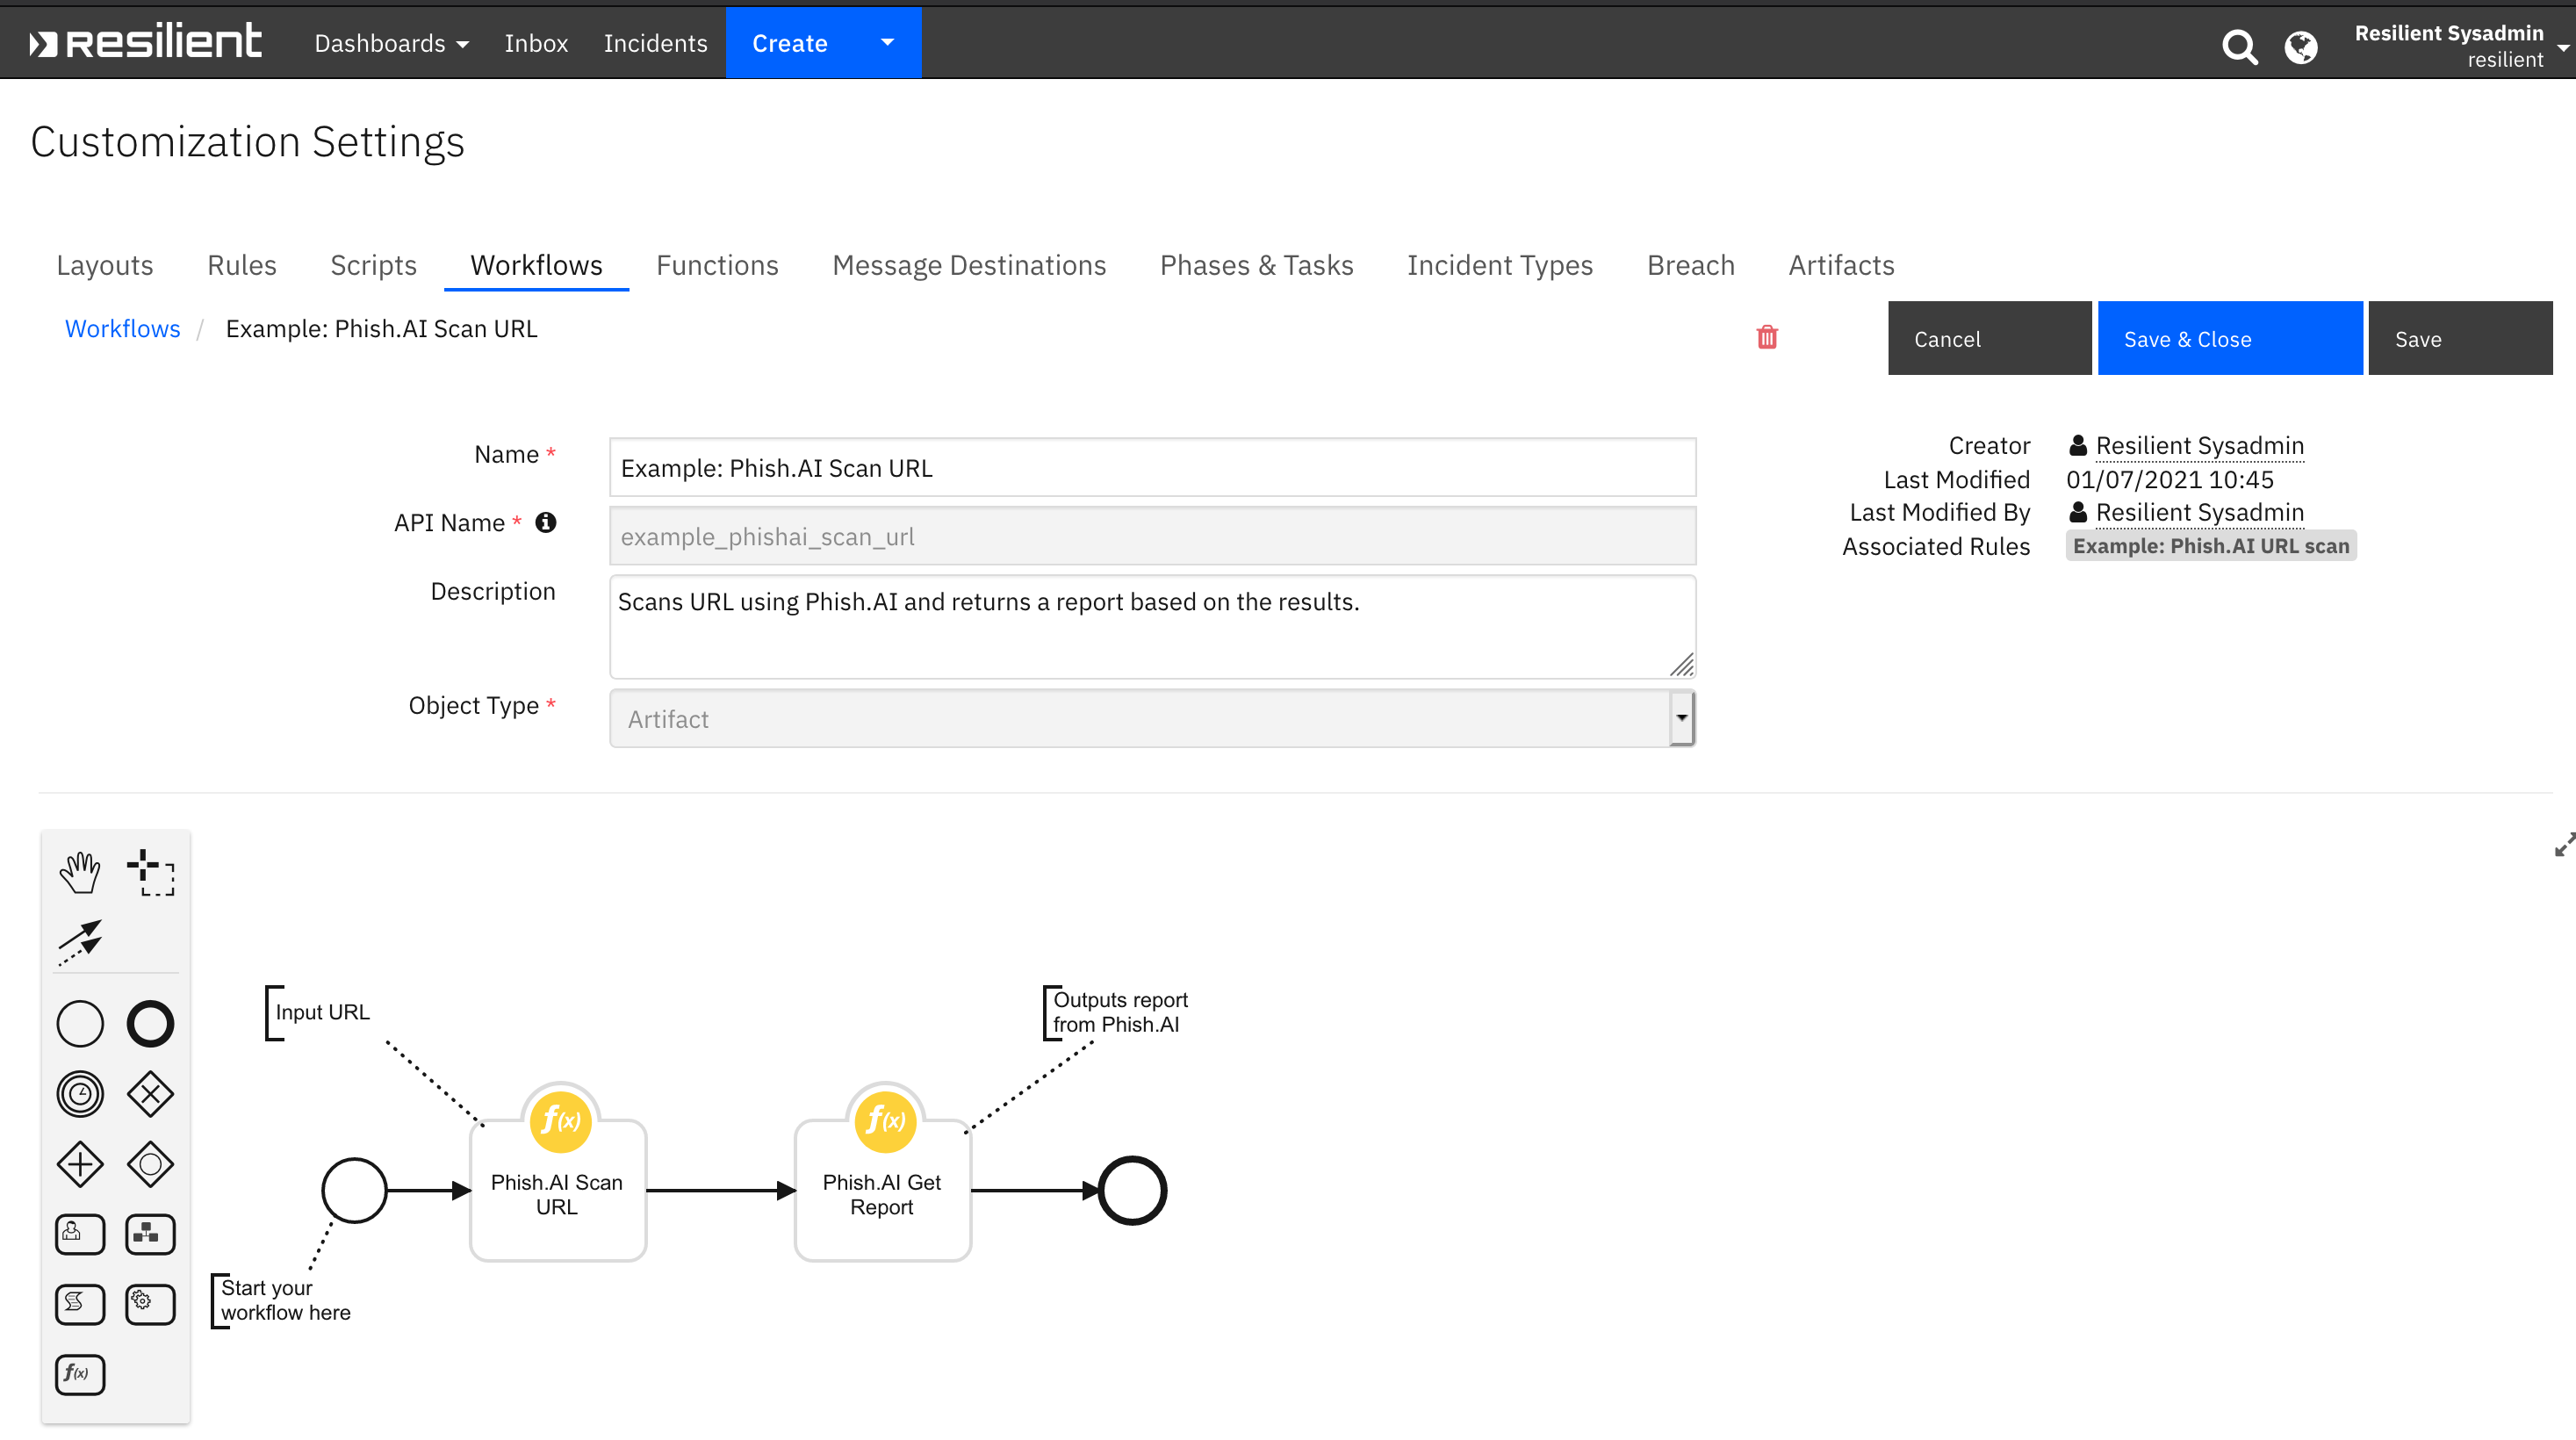 resilient Dashboards Inbox Incidents Create Resilient Sysadmin
resilient
Customization Settings
Layouts Rules Scripts Workflows Functions Message Destinations Phases & Tasks Incident Types Breach Artifacts
Workflows / Example: Phish.AI Scan URL Cancel Save & Close Save
Name * Example: Phish.AI Scan URL
API Name * example_phishai_scan_url
Description Scans URL using Phish.AI and returns a report based on the results.
Object Type * Artifact
Creator Resilient Sysadmin
Last Modified 01/07/2021 10:45
Last Modified By Resilient Sysadmin
Associated Rules Example: Phish.AI URL scan
Input URL
Outputs report
from Phish.AI
f(x)
Phish.AI Scan
URL
f(x)
Phish.AI Get
Report
Start your
workflow here
f(x)